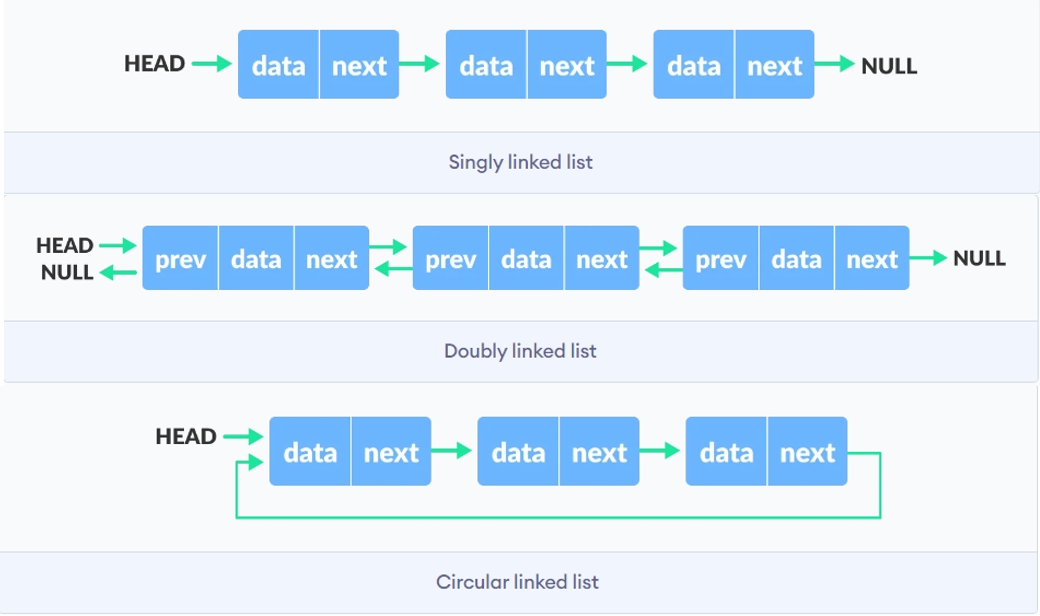 HEAD data next data next data next NULL
Singly linked list
HEAD prev data next prev data next prev data next NULL
NULL
Doubly linked list
HEAD data next data next data next
Circular linked list